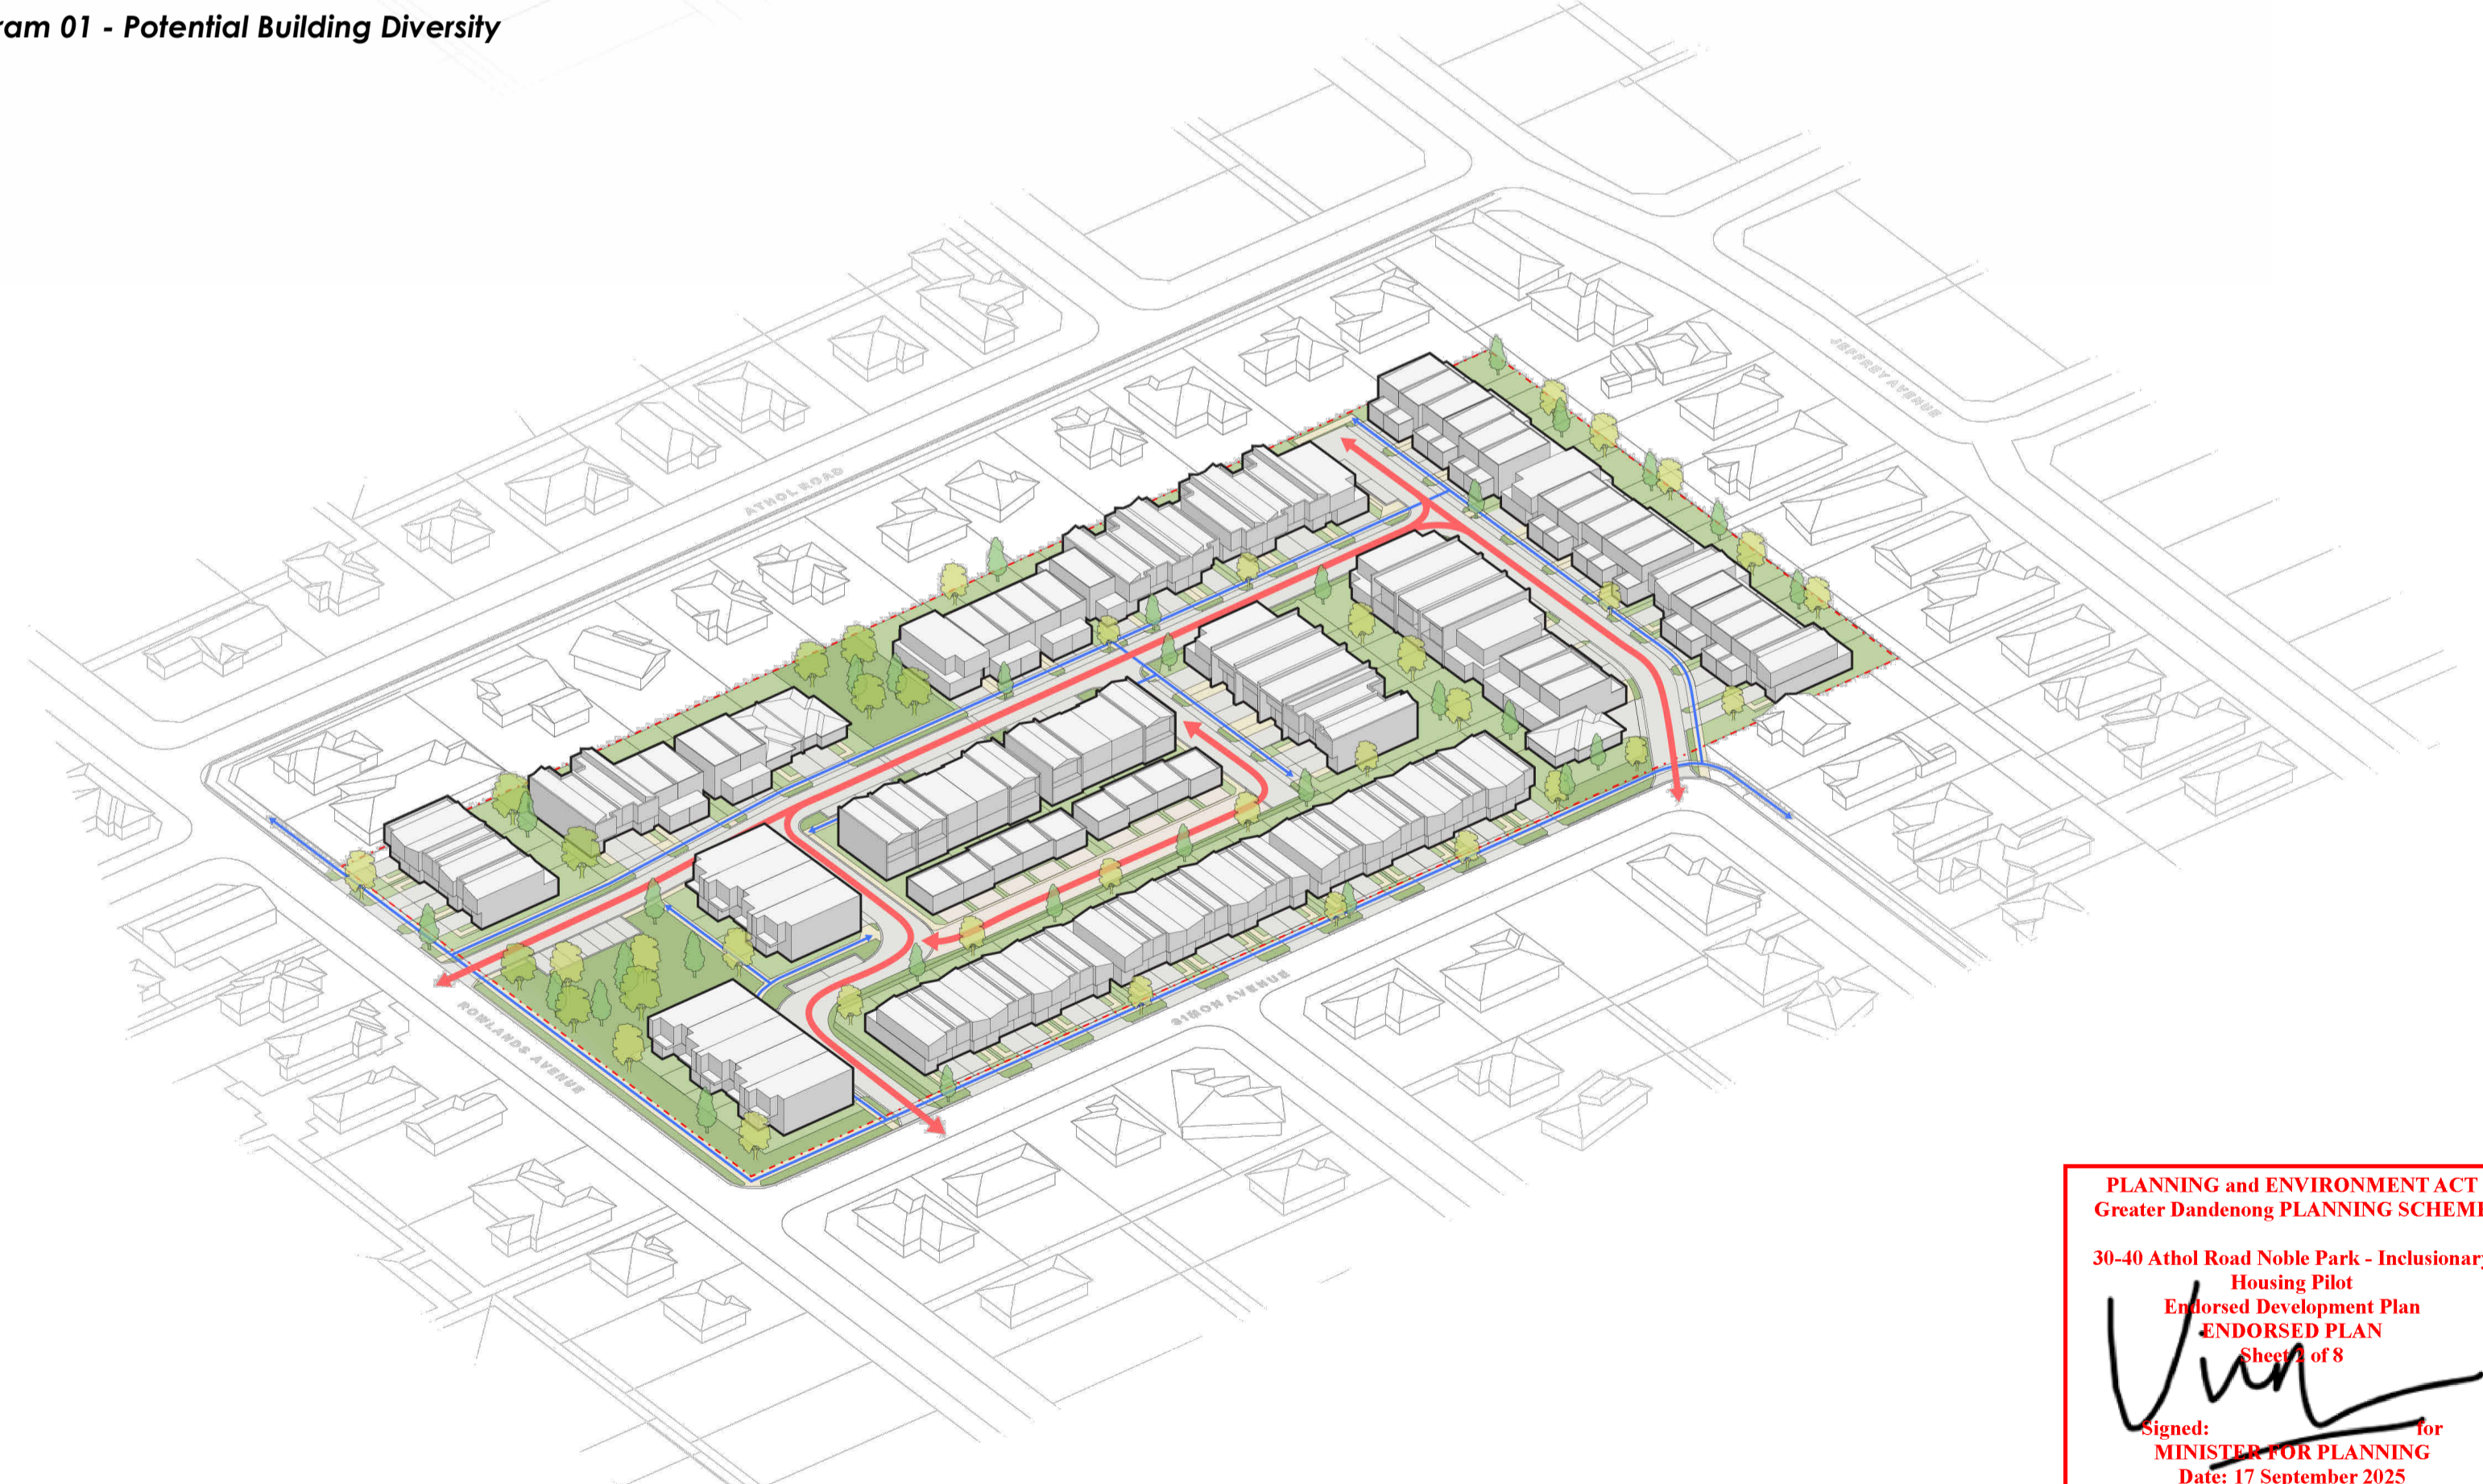 ram 01 - Potential Building Diversity
JEFFREY AVENUE
ATHOL ROAD
SIMON AVENUE
ROWLANDS AVENUE
PLANNING and ENVIRONMENT ACT
Greater Dandenong PLANNING SCHEME
30-40 Athol Road Noble Park - Inclusionary
Housing Pilot
Endorsed Development Plan
ENDORSED PLAN
Sheet 2 of 8
Signed: for
MINISTER FOR PLANNING
Date: 17 September 2025